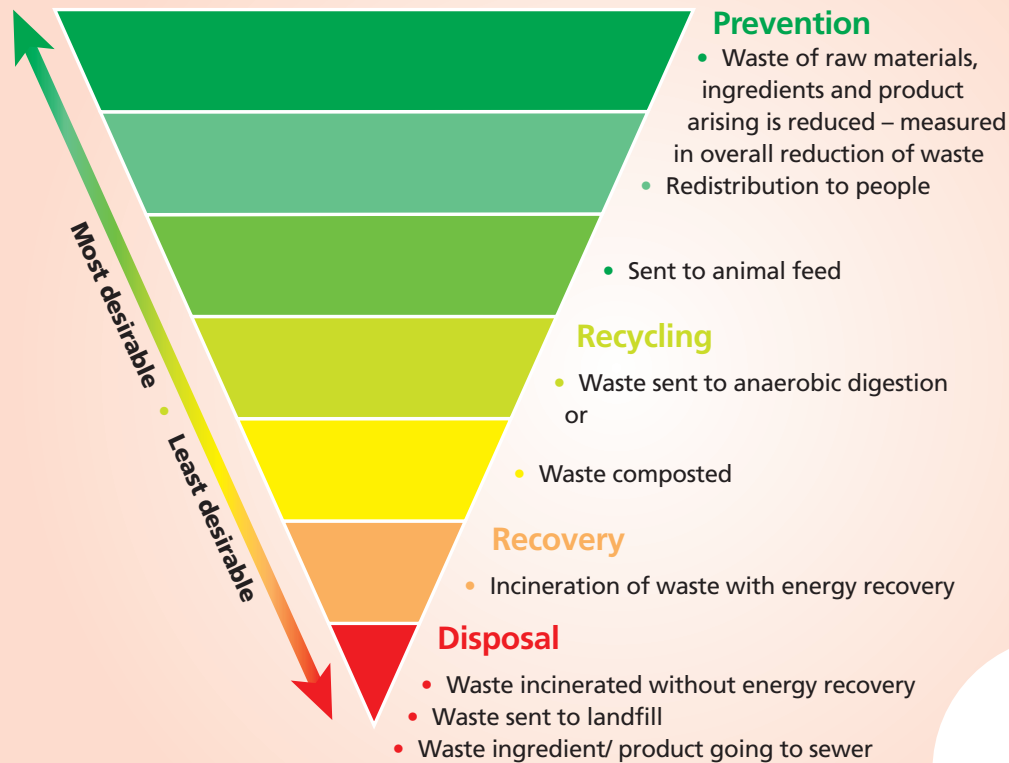 Prevention
• Waste of raw materials,
ingredients and product
arising is reduced – measured
in overall reduction of waste
• Redistribution to people
• Sent to animal feed
Recycling
• Waste sent to anaerobic digestion
or
• Waste composted
Recovery
• Incineration of waste with energy recovery
Disposal
• Waste incinerated without energy recovery
• Waste sent to landfill
• Waste ingredient/ product going to sewer
Most desirable • Least desirable